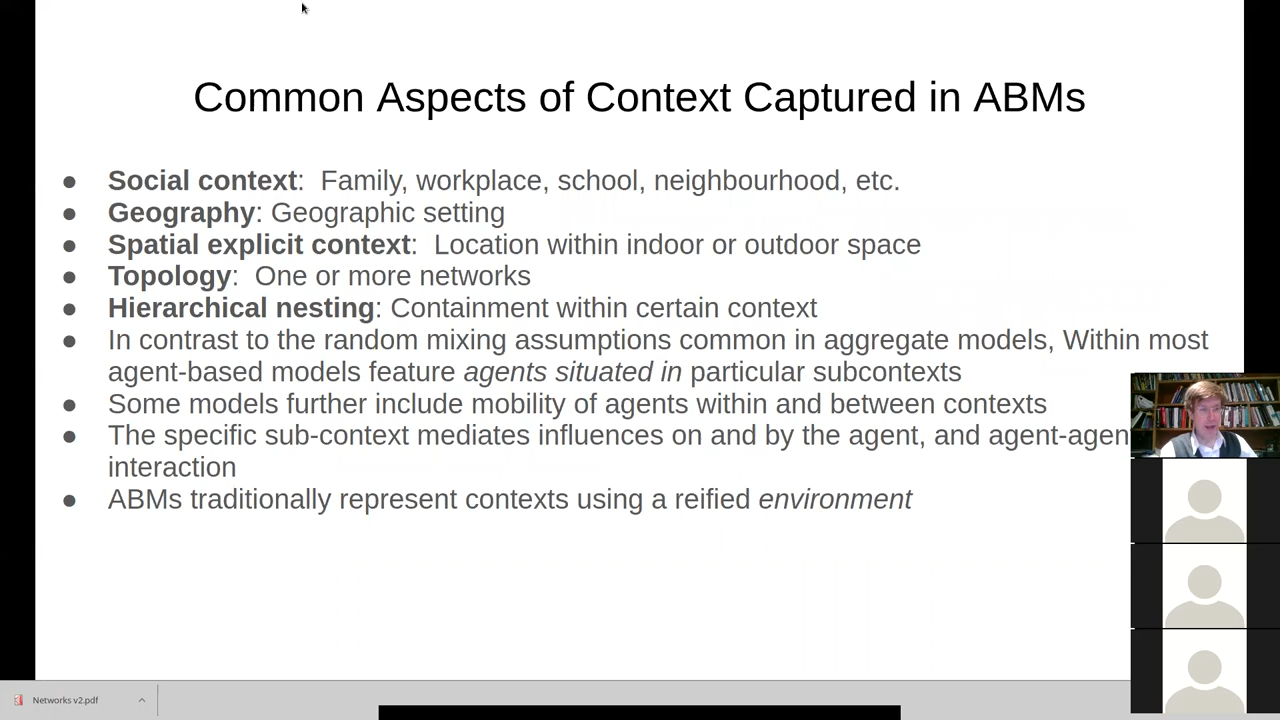 Common Aspects of Context Captured in ABMs
● Social context:  Family, workplace, school, neighbourhood, etc.
● Geography: Geographic setting
● Spatial explicit context:  Location within indoor or outdoor space
● Topology:  One or more networks
● Hierarchical nesting: Containment within certain context
● In contrast to the random mixing assumptions common in aggregate models, Within most
agent-based models feature agents situated in particular subcontexts
● Some models further include mobility of agents within and between contexts
● The specific sub-context mediates influences on and by the agent, and agent-agen
interaction
● ABMs traditionally represent contexts using a reified environment
Networks v2.pdf